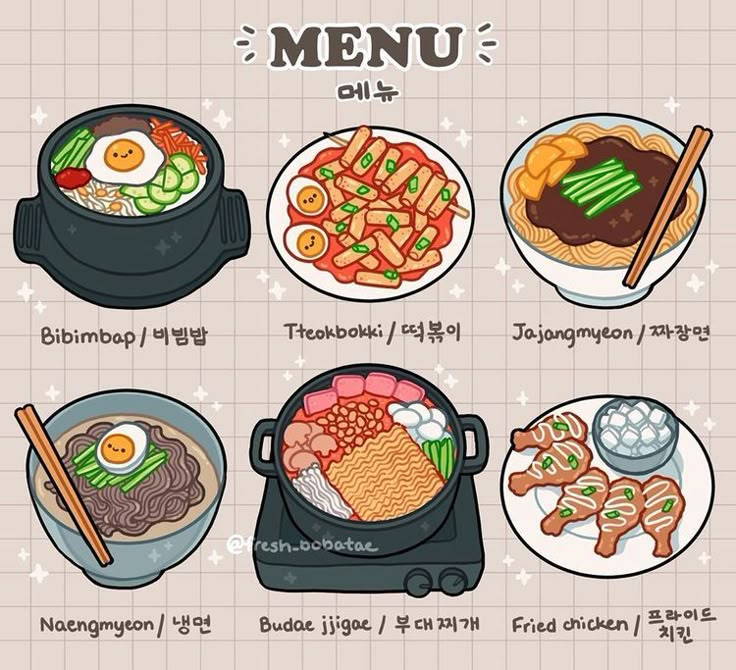 MENU
메뉴
Bibimbap / 비빔밥
Tteokbokki / 떡볶이
Jajangmyeon / 짜장면
@fresh_bobatae
Naengmyeon / 냉면
Budae jjigae / 부대찌개
Fried chicken / 프라이드
치킨